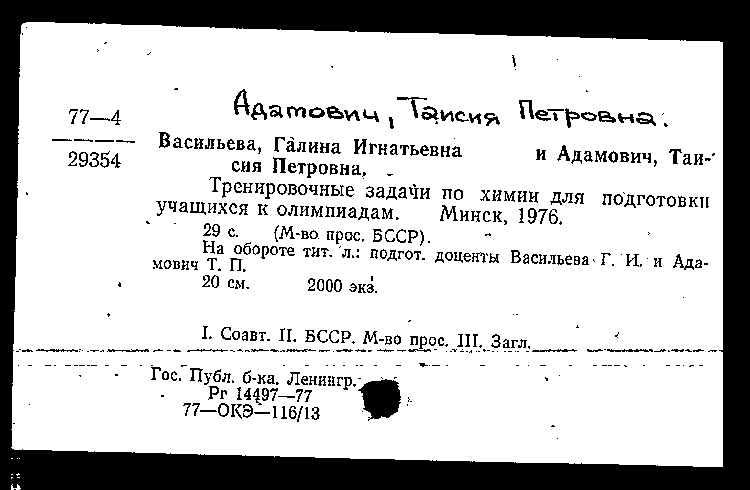 Адамович, Таисия Петровна.
77—4
29354
Васильева, Галина Игнатьевна и Адамович, Таи-
сия Петровна.
Тренировочные задачи по химии для подготовки
учащихся к олимпиадам. Минск, 1976.
29 с. (М-во прос. БССР).
На обороте тит. л.: подгот. доценты Васильева Г. И. и Ада-
мович Т. П.
20 см. 2000 экз.
I. Соавт. II. БССР. М-во прос. III. Загл.
Гос. Публ. б-ка. Ленингр.
Рг 14497—77
77—ОКЭ—116/13